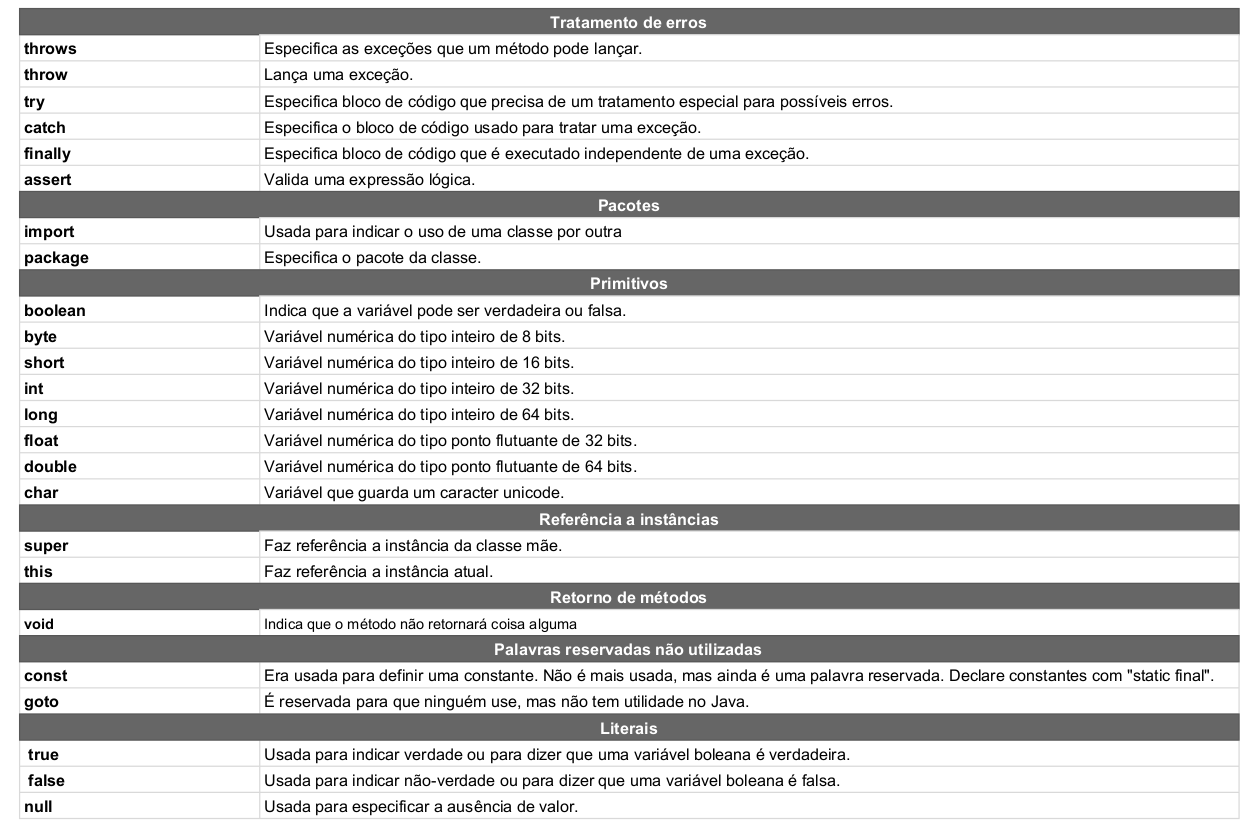 Tratamento de erros
throws Especifica as exceções que um método pode lançar.
throw Lança uma exceção.
try Especifica bloco de código que precisa de um tratamento especial para possíveis erros.
catch Especifica o bloco de código usado para tratar uma exceção.
finally Especifica bloco de código que é executado independente de uma exceção.
assert Valida uma expressão lógica.
Pacotes
import Usada para indicar o uso de uma classe por outra
package Especifica o pacote da classe.
Primitivos
boolean Indica que a variável pode ser verdadeira ou falsa.
byte Variável numérica do tipo inteiro de 8 bits.
short Variável numérica do tipo inteiro de 16 bits.
int Variável numérica do tipo inteiro de 32 bits.
long Variável numérica do tipo inteiro de 64 bits.
float Variável numérica do tipo ponto flutuante de 32 bits.
double Variável numérica do tipo ponto flutuante de 64 bits.
char Variável que guarda um caracter unicode.
Referência a instâncias
super Faz referência a instância da classe mãe.
this Faz referência a instância atual.
Retorno de métodos
void Indica que o método não retornará coisa alguma
Palavras reservadas não utilizadas
const Era usada para definir uma constante. Não é mais usada, mas ainda é uma palavra reservada. Declare constantes com "static final".
goto É reservada para que ninguém use, mas não tem utilidade no Java.
Literais
true Usada para indicar verdade ou para dizer que uma variável boleana é verdadeira.
false Usada para indicar não-verdade ou para dizer que uma variável boleana é falsa.
null Usada para especificar a ausência de valor.